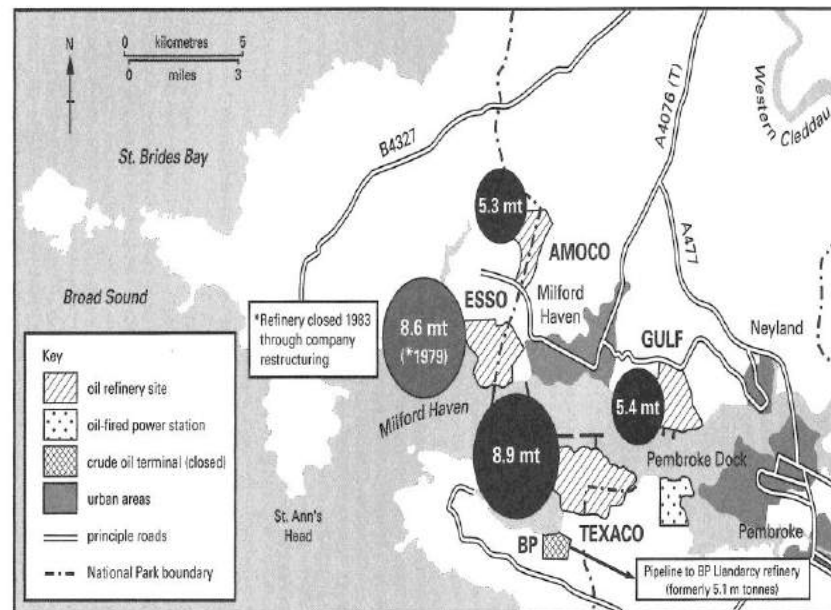 N
0 kilometres 5
0 miles 3
St. Brides Bay
B4327
A4076 (T)
Western Cleddau
A477
5.3 mt
AMOCO
Milford
Haven
ESSO
Broad Sound
*Refinery closed 1983
through company
restructuring.
8.6 mt
(*1979)
GULF
Neyland
Milford Haven
5.4 mt
8.9 mt
Pembroke Dock
St. Ann's
Head
TEXACO
Pembroke
BP
Pipeline to BP Llandarcy refinery
(formerly 5.1 m tonnes)
Key
oil refinery site
oil-fired power station
crude oil terminal (closed)
urban areas
principle roads
National Park boundary